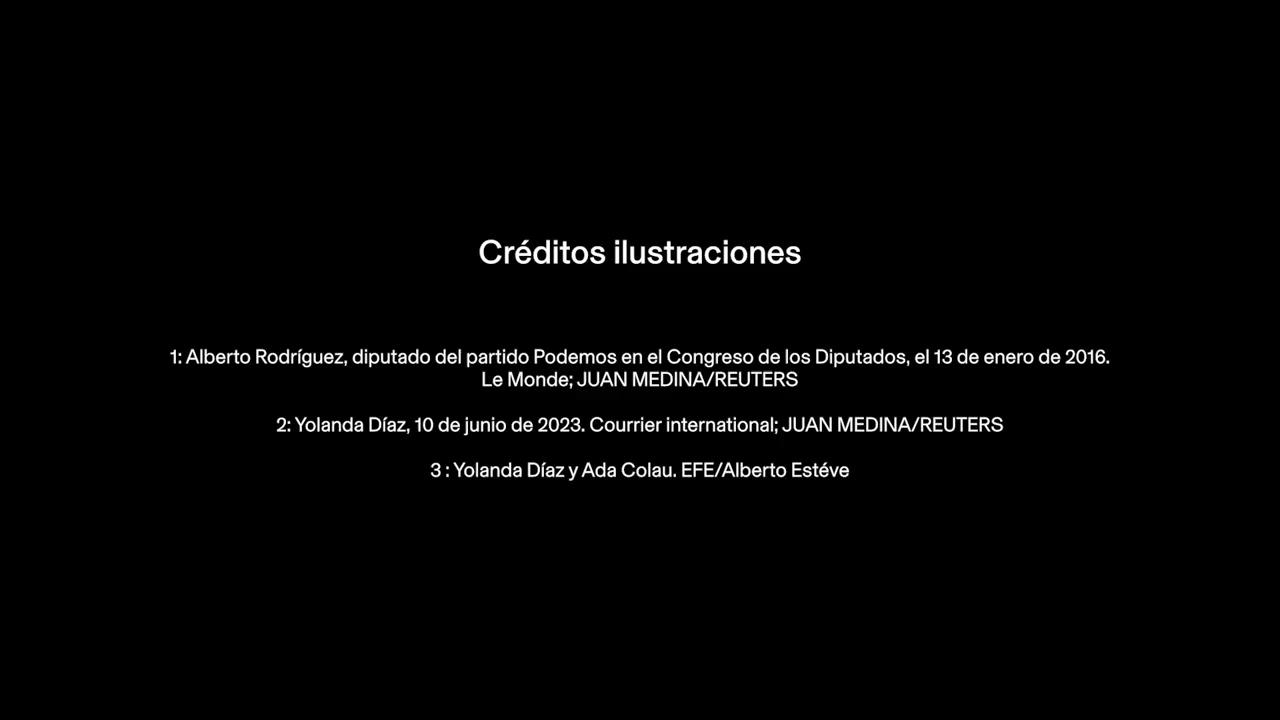 Créditos ilustraciones
1: Alberto Rodríguez, diputado del partido Podemos en el Congreso de los Diputados, el 13 de enero de 2016.
Le Monde; JUAN MEDINA/REUTERS
2: Yolanda Díaz, 10 de junio de 2023. Courrier international; JUAN MEDINA/REUTERS
3 : Yolanda Díaz y Ada Colau. EFE/Alberto Estéve